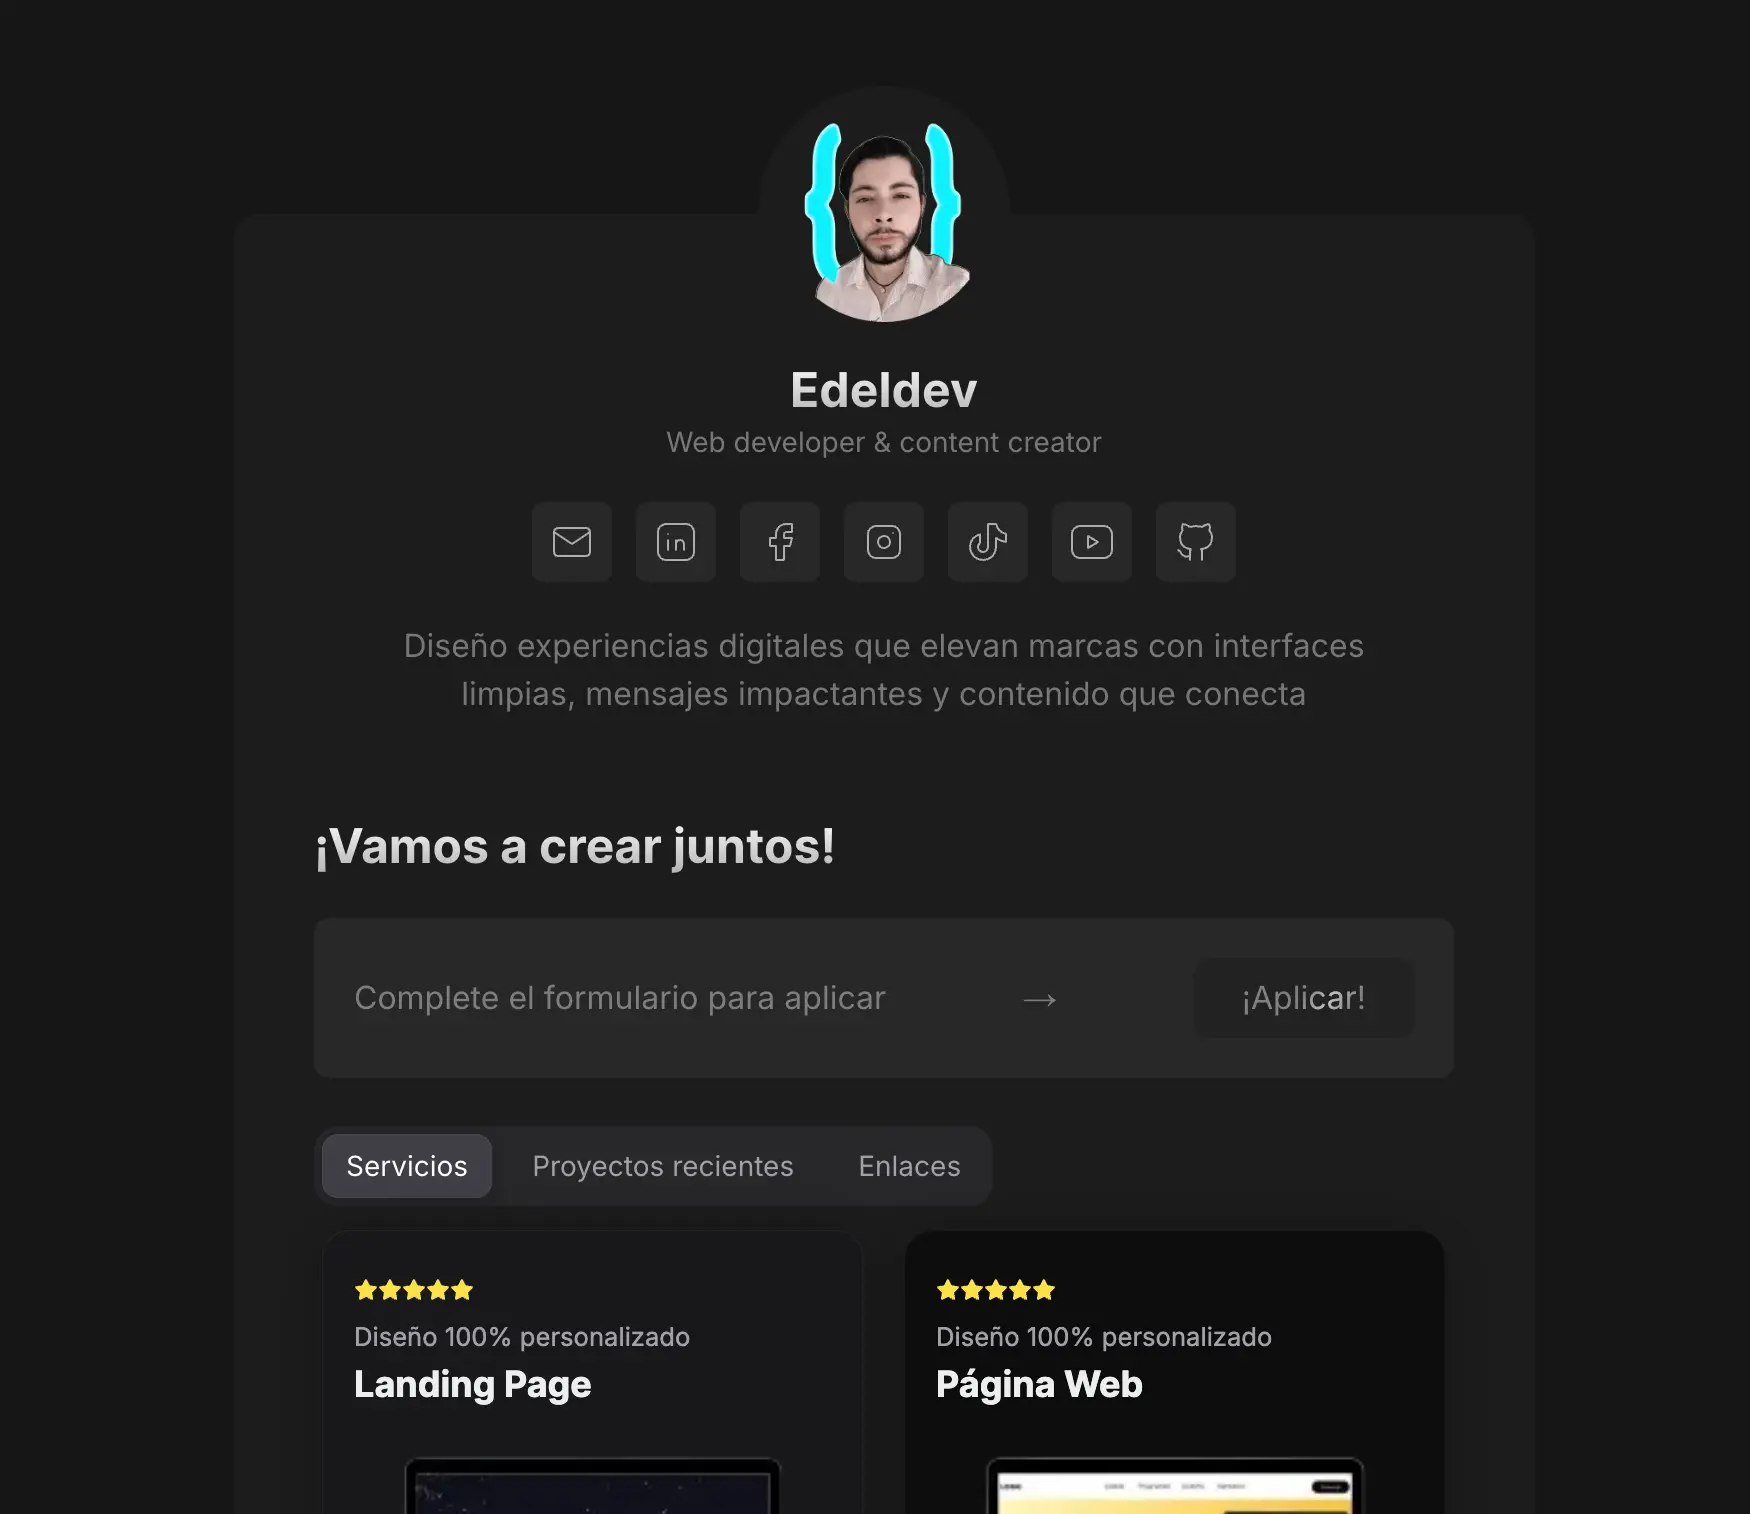 Edeldev
Web developer & content creator
Diseño experiencias digitales que elevan marcas con interfaces
limpias, mensajes impactantes y contenido que conecta
¡Vamos a crear juntos!
Complete el formulario para aplicar → ¡Aplicar!
Servicios Proyectos recientes Enlaces
Diseño 100% personalizado
Landing Page
Diseño 100% personalizado
Página Web